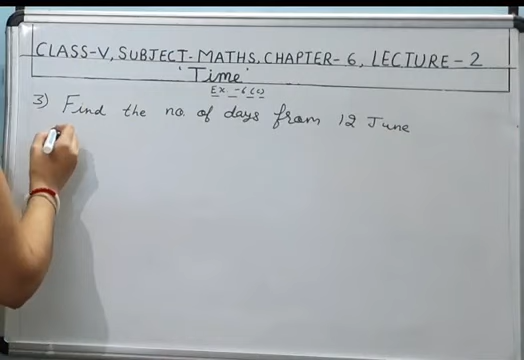 CLASS-V, SUBJECT-MATHS, CHAPTER-6, LECTURE-2
'Time'
3) Find the no. of days from 12 June